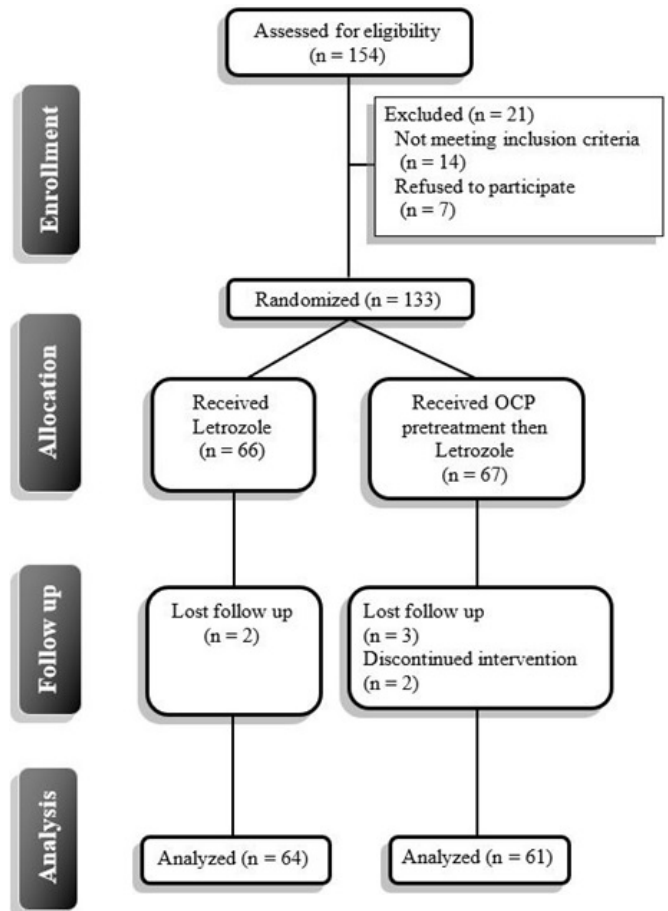 Assessed for eligibility
(n = 154)
Enrollment
Excluded (n = 21)
Not meeting inclusion criteria
(n = 14)
Refused to participate
(n = 7)
Randomized (n = 133)
Allocation
Received
Letrozole
(n = 66)
Received OCP
pretreatment then
Letrozole
(n = 67)
Follow up
Lost follow up
(n = 2)
Lost follow up
(n = 3)
Discontinued intervention
(n = 2)
Analysis
Analyzed (n = 64)
Analyzed (n = 61)